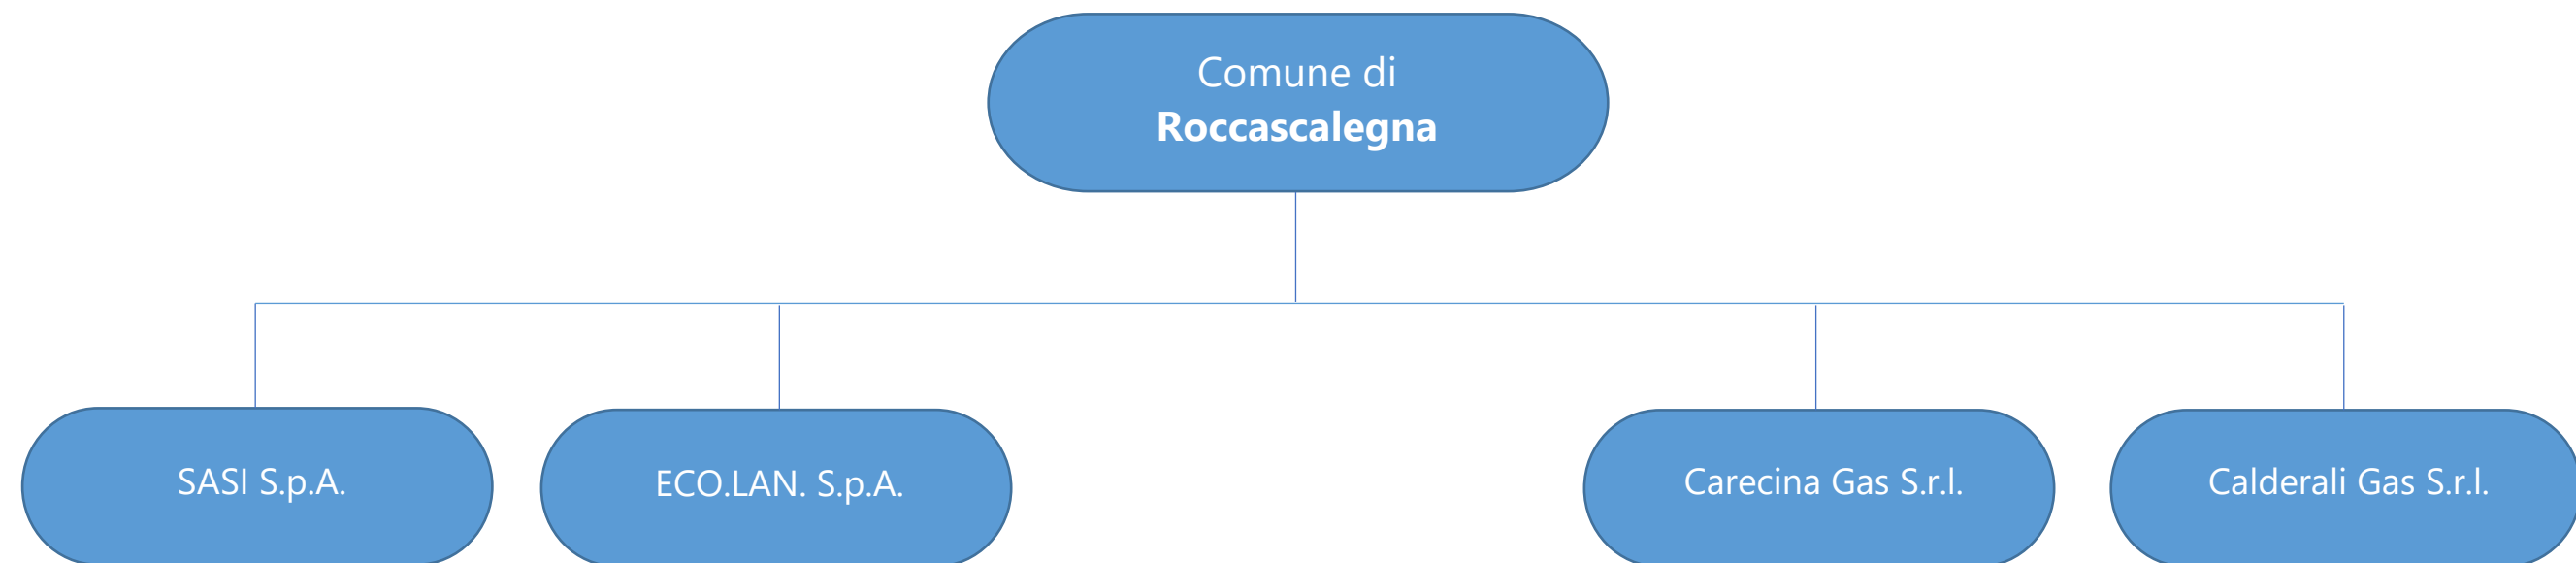 Comune di
Roccascalegna
SASI S.p.A.
ECO.LAN. S.p.A.
Carecina Gas S.r.l.
Calderali Gas S.r.l.